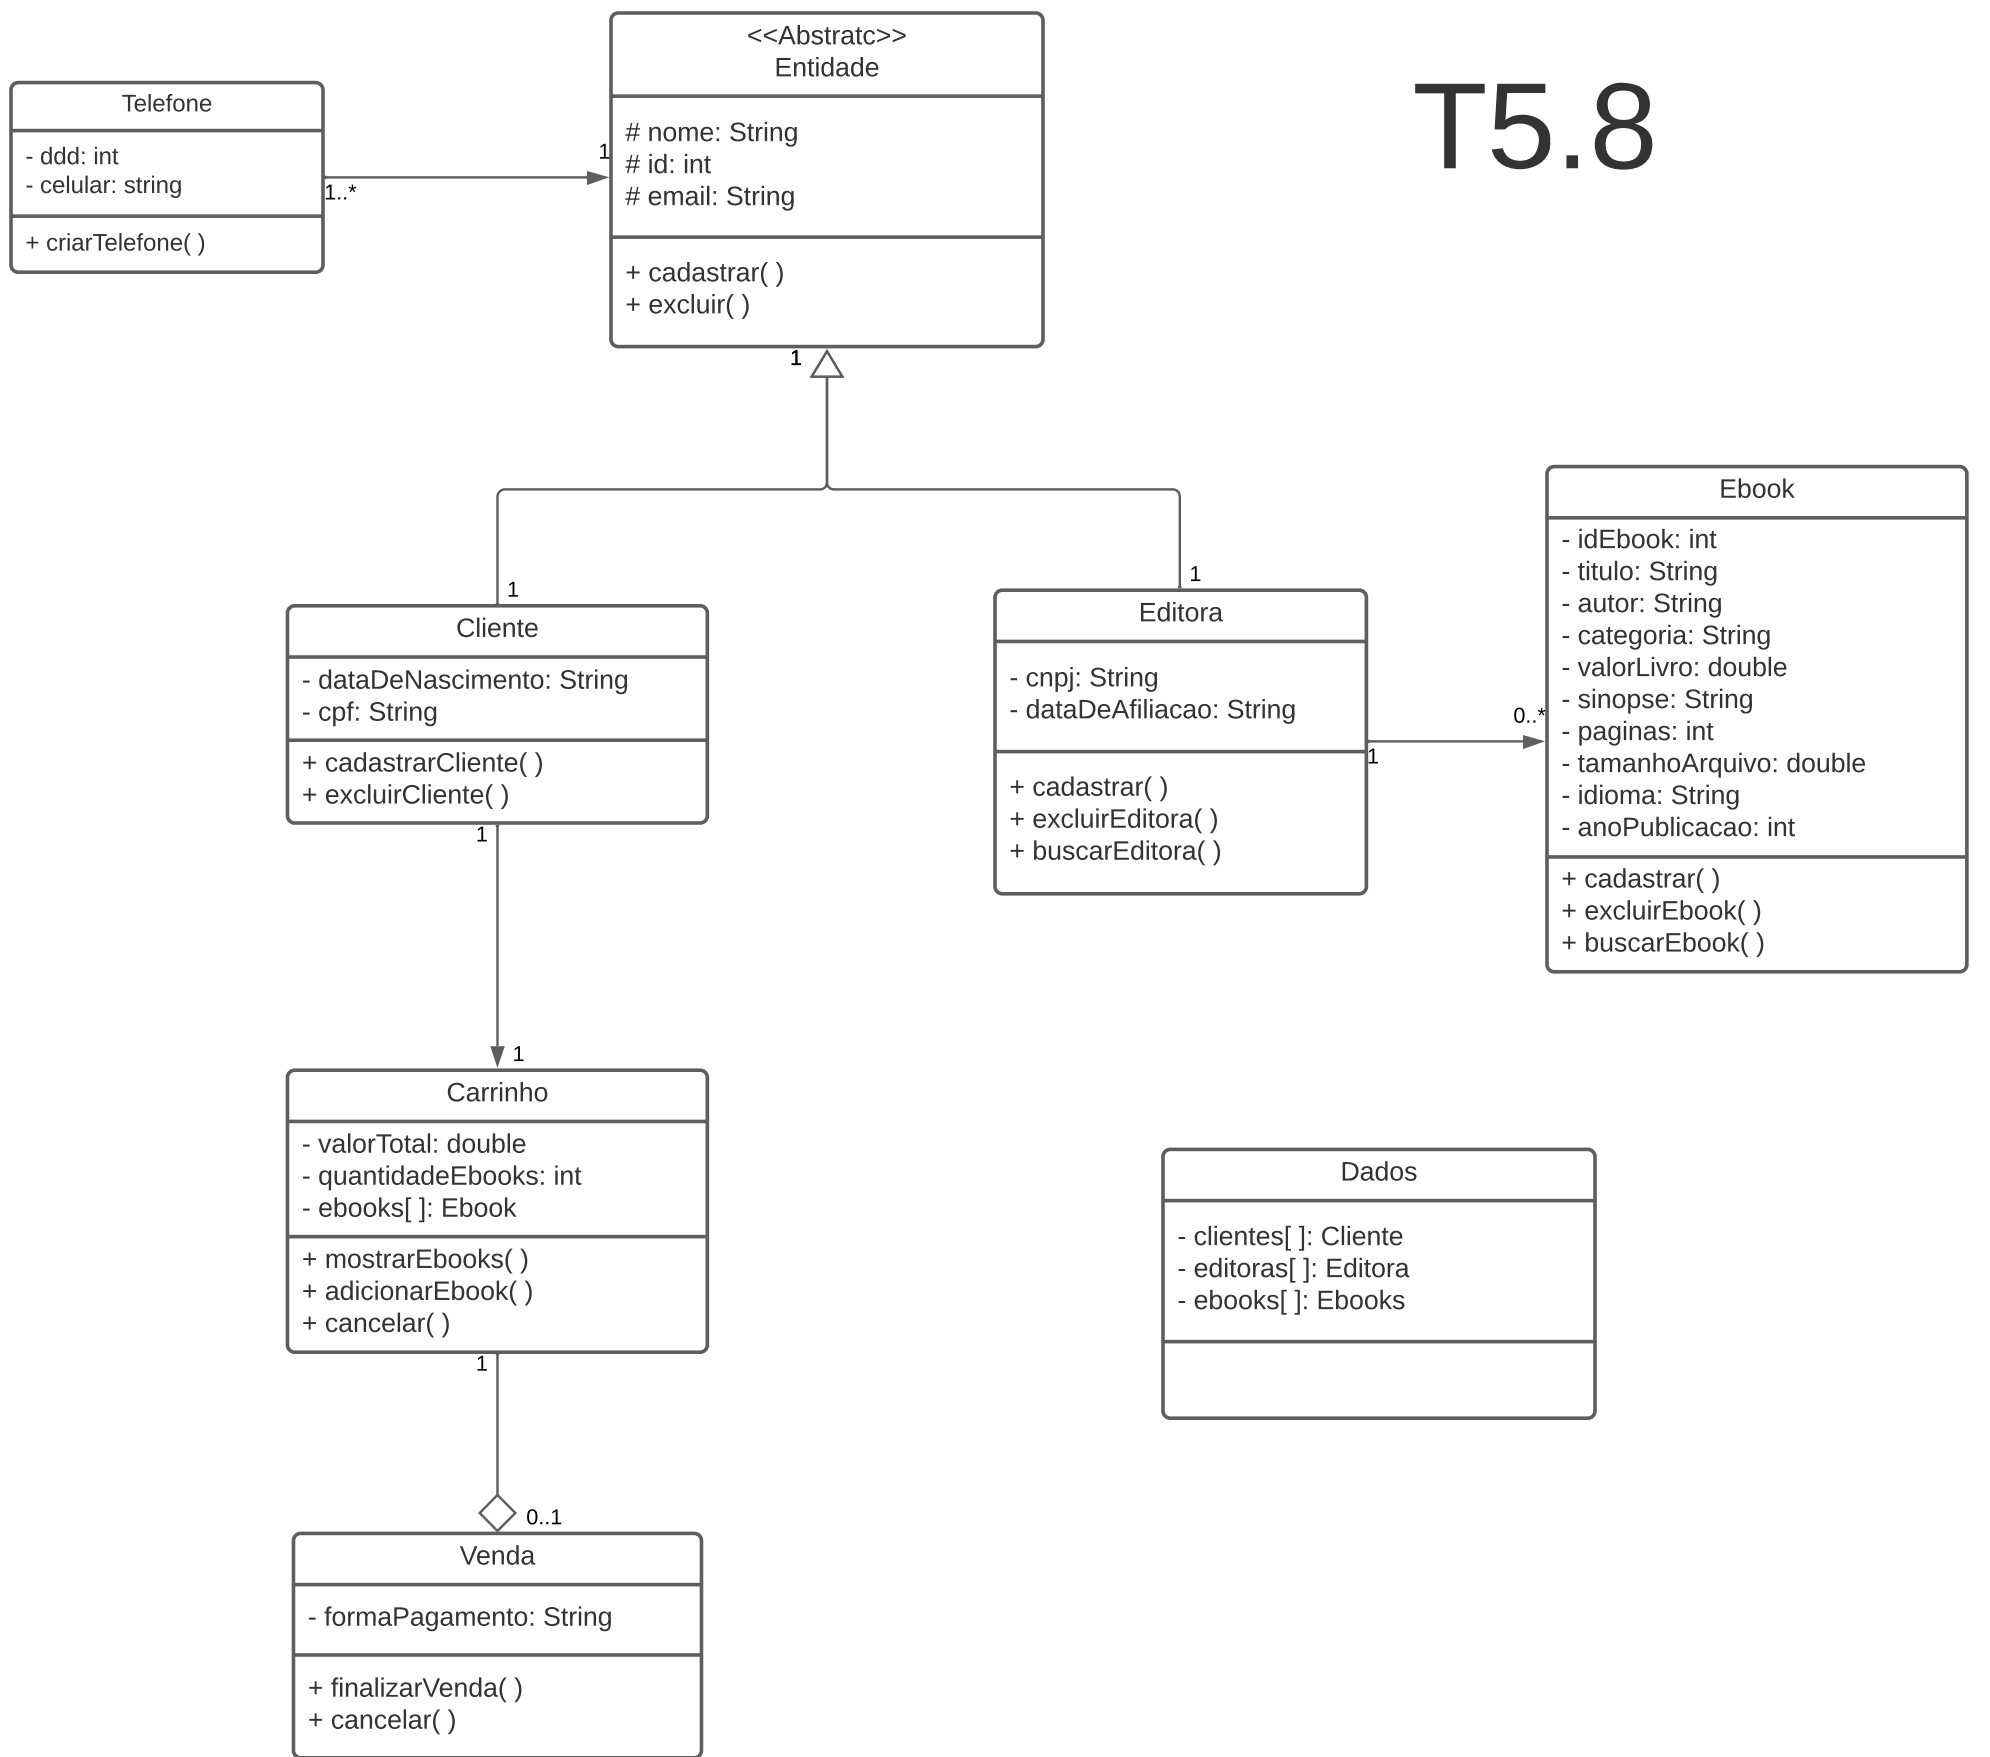 <<Abstratc>>
Entidade
# nome: String
# id: int
# email: String
+ cadastrar( )
+ excluir( )
T5.8
Telefone
- ddd: int
- celular: string
+ criarTelefone( )
1..*
1
1
1
1
Cliente
- dataDeNascimento: String
- cpf: String
+ cadastrarCliente( )
+ excluirCliente( )
1
1
Editora
- cnpj: String
- dataDeAfiliacao: String
+ cadastrar( )
+ excluirEditora( )
+ buscarEditora( )
1
0..*
Ebook
- idEbook: int
- titulo: String
- autor: String
- categoria: String
- valorLivro: double
- sinopse: String
- paginas: int
- tamanhoArquivo: double
- idioma: String
- anoPublicacao: int
+ cadastrar( )
+ excluirEbook( )
+ buscarEbook( )
Carrinho
- valorTotal: double
- quantidadeEbooks: int
- ebooks[ ]: Ebook
+ mostrarEbooks( )
+ adicionarEbook( )
+ cancelar( )
1
0..1
Dados
- clientes[ ]: Cliente
- editoras[ ]: Editora
- ebooks[ ]: Ebooks
Venda
- formaPagamento: String
+ finalizarVenda( )
+ cancelar( )